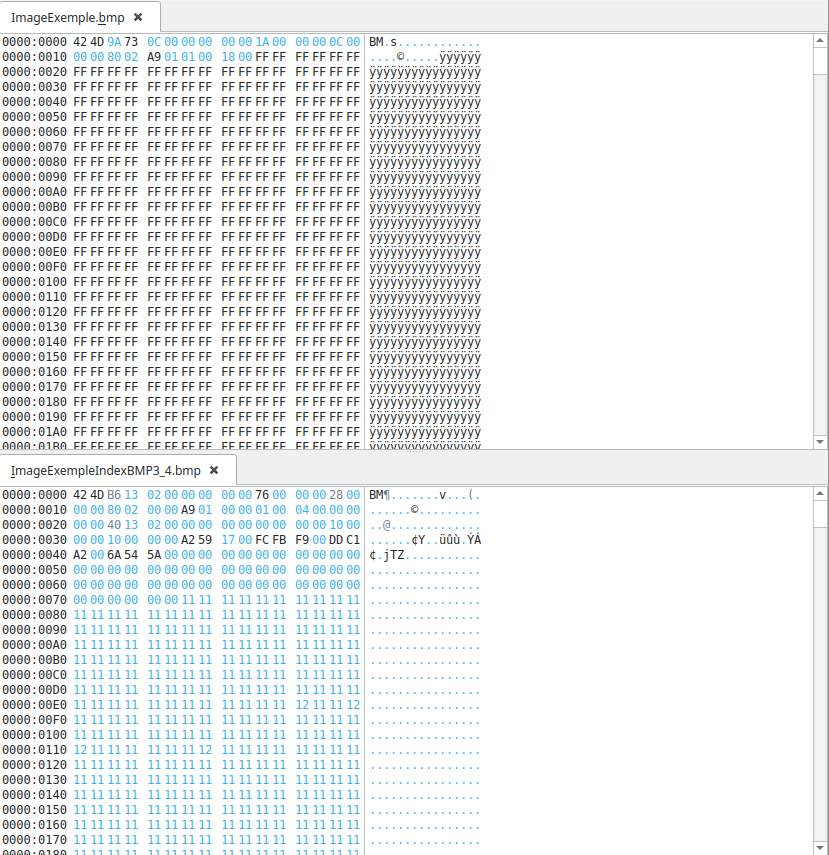 ImageExemple.bmp
0000:0000 42 4D 9A 73 0C 00 00 00 00 00 1A 00 00 00 0C 00 BM.s............
0000:0010 00 00 80 02 A9 01 01 00 18 00 FF FF FF FF FF FF ....©.....ÿÿÿÿÿÿ
0000:0020 FF FF FF FF FF FF FF FF FF FF FF FF FF FF FF FF ÿÿÿÿÿÿÿÿÿÿÿÿÿÿÿÿ
0000:0030 FF FF FF FF FF FF FF FF FF FF FF FF FF FF FF FF ÿÿÿÿÿÿÿÿÿÿÿÿÿÿÿÿ
0000:0040 FF FF FF FF FF FF FF FF FF FF FF FF FF FF FF FF ÿÿÿÿÿÿÿÿÿÿÿÿÿÿÿÿ
0000:0050 FF FF FF FF FF FF FF FF FF FF FF FF FF FF FF FF ÿÿÿÿÿÿÿÿÿÿÿÿÿÿÿÿ
0000:0060 FF FF FF FF FF FF FF FF FF FF FF FF FF FF FF FF ÿÿÿÿÿÿÿÿÿÿÿÿÿÿÿÿ
0000:0070 FF FF FF FF FF FF FF FF FF FF FF FF FF FF FF FF ÿÿÿÿÿÿÿÿÿÿÿÿÿÿÿÿ
0000:0080 FF FF FF FF FF FF FF FF FF FF FF FF FF FF FF FF ÿÿÿÿÿÿÿÿÿÿÿÿÿÿÿÿ
0000:0090 FF FF FF FF FF FF FF FF FF FF FF FF FF FF FF FF ÿÿÿÿÿÿÿÿÿÿÿÿÿÿÿÿ
0000:00A0 FF FF FF FF FF FF FF FF FF FF FF FF FF FF FF FF ÿÿÿÿÿÿÿÿÿÿÿÿÿÿÿÿ
0000:00B0 FF FF FF FF FF FF FF FF FF FF FF FF FF FF FF FF ÿÿÿÿÿÿÿÿÿÿÿÿÿÿÿÿ
0000:00C0 FF FF FF FF FF FF FF FF FF FF FF FF FF FF FF FF ÿÿÿÿÿÿÿÿÿÿÿÿÿÿÿÿ
0000:00D0 FF FF FF FF FF FF FF FF FF FF FF FF FF FF FF FF ÿÿÿÿÿÿÿÿÿÿÿÿÿÿÿÿ
0000:00E0 FF FF FF FF FF FF FF FF FF FF FF FF FF FF FF FF ÿÿÿÿÿÿÿÿÿÿÿÿÿÿÿÿ
0000:00F0 FF FF FF FF FF FF FF FF FF FF FF FF FF FF FF FF ÿÿÿÿÿÿÿÿÿÿÿÿÿÿÿÿ
0000:0100 FF FF FF FF FF FF FF FF FF FF FF FF FF FF FF FF ÿÿÿÿÿÿÿÿÿÿÿÿÿÿÿÿ
0000:0110 FF FF FF FF FF FF FF FF FF FF FF FF FF FF FF FF ÿÿÿÿÿÿÿÿÿÿÿÿÿÿÿÿ
0000:0120 FF FF FF FF FF FF FF FF FF FF FF FF FF FF FF FF ÿÿÿÿÿÿÿÿÿÿÿÿÿÿÿÿ
0000:0130 FF FF FF FF FF FF FF FF FF FF FF FF FF FF FF FF ÿÿÿÿÿÿÿÿÿÿÿÿÿÿÿÿ
0000:0140 FF FF FF FF FF FF FF FF FF FF FF FF FF FF FF FF ÿÿÿÿÿÿÿÿÿÿÿÿÿÿÿÿ
0000:0150 FF FF FF FF FF FF FF FF FF FF FF FF FF FF FF FF ÿÿÿÿÿÿÿÿÿÿÿÿÿÿÿÿ
0000:0160 FF FF FF FF FF FF FF FF FF FF FF FF FF FF FF FF ÿÿÿÿÿÿÿÿÿÿÿÿÿÿÿÿ
0000:0170 FF FF FF FF FF FF FF FF FF FF FF FF FF FF FF FF ÿÿÿÿÿÿÿÿÿÿÿÿÿÿÿÿ
0000:0180 FF FF FF FF FF FF FF FF FF FF FF FF FF FF FF FF ÿÿÿÿÿÿÿÿÿÿÿÿÿÿÿÿ
0000:0190 FF FF FF FF FF FF FF FF FF FF FF FF FF FF FF FF ÿÿÿÿÿÿÿÿÿÿÿÿÿÿÿÿ
0000:01A0 FF FF FF FF FF FF FF FF FF FF FF FF FF FF FF FF ÿÿÿÿÿÿÿÿÿÿÿÿÿÿÿÿ
0000:01B0 FF FF FF FF FF FF FF FF FF FF FF FF FF FF FF FF ÿÿÿÿÿÿÿÿÿÿÿÿÿÿÿÿ
ImageExempleIndexBMP3_4.bmp
0000:0000 42 4D B6 13 02 00 00 00 00 00 76 00 00 00 28 00 BM¶.......v...(.
0000:0010 00 00 80 02 00 00 A9 01 00 00 01 00 04 00 00 00 ......©.........
0000:0020 00 00 40 13 02 00 00 00 00 00 00 00 00 00 10 00 ..@.............
0000:0030 00 00 10 00 00 00 A2 59 17 00 FC FB F9 00 DD C1 ......¢Y..üûù.ÝÁ
0000:0040 A2 00 6A 54 5A 00 00 00 00 00 00 00 00 00 00 00 ¢.jTZ...........
0000:0050 00 00 00 00 00 00 00 00 00 00 00 00 00 00 00 00 ................
0000:0060 00 00 00 00 00 00 00 00 00 00 00 00 00 00 00 00 ................
0000:0070 00 00 00 00 00 00 11 11 11 11 11 11 11 11 11 11 ................
0000:0080 11 11 11 11 11 11 11 11 11 11 11 11 11 11 11 11 ................
0000:0090 11 11 11 11 11 11 11 11 11 11 11 11 11 11 11 11 ................
0000:00A0 11 11 11 11 11 11 11 11 11 11 11 11 11 11 11 11 ................
0000:00B0 11 11 11 11 11 11 11 11 11 11 11 11 11 11 11 11 ................
0000:00C0 11 11 11 11 11 11 11 11 11 11 11 11 11 11 11 11 ................
0000:00D0 11 11 11 11 11 11 11 11 11 11 11 11 11 11 11 11 ................
0000:00E0 11 11 11 11 11 11 11 11 11 11 11 11 12 11 11 12 ................
0000:00F0 11 11 11 11 11 11 11 11 11 11 11 11 11 11 11 11 ................
0000:0100 11 11 11 11 11 11 11 11 11 11 11 11 11 11 11 11 ................
0000:0110 12 11 11 11 11 11 11 12 11 11 11 11 11 11 11 11 ................
0000:0120 11 11 11 11 11 11 11 11 11 11 11 11 11 11 11 11 ................
0000:0130 11 11 11 11 11 11 11 11 11 11 11 11 11 11 11 11 ................
0000:0140 11 11 11 11 11 11 11 11 11 11 11 11 11 11 11 11 ................
0000:0150 11 11 11 11 11 11 11 11 11 11 11 11 11 11 11 11 ................
0000:0160 11 11 11 11 11 11 11 11 11 11 11 11 11 11 11 11 ................
0000:0170 11 11 11 11 11 11 11 11 11 11 11 11 11 11 11 11 ................
0000:0180 11 11 11 11 11 11 11 11 11 11 11 11 11 11 11 11